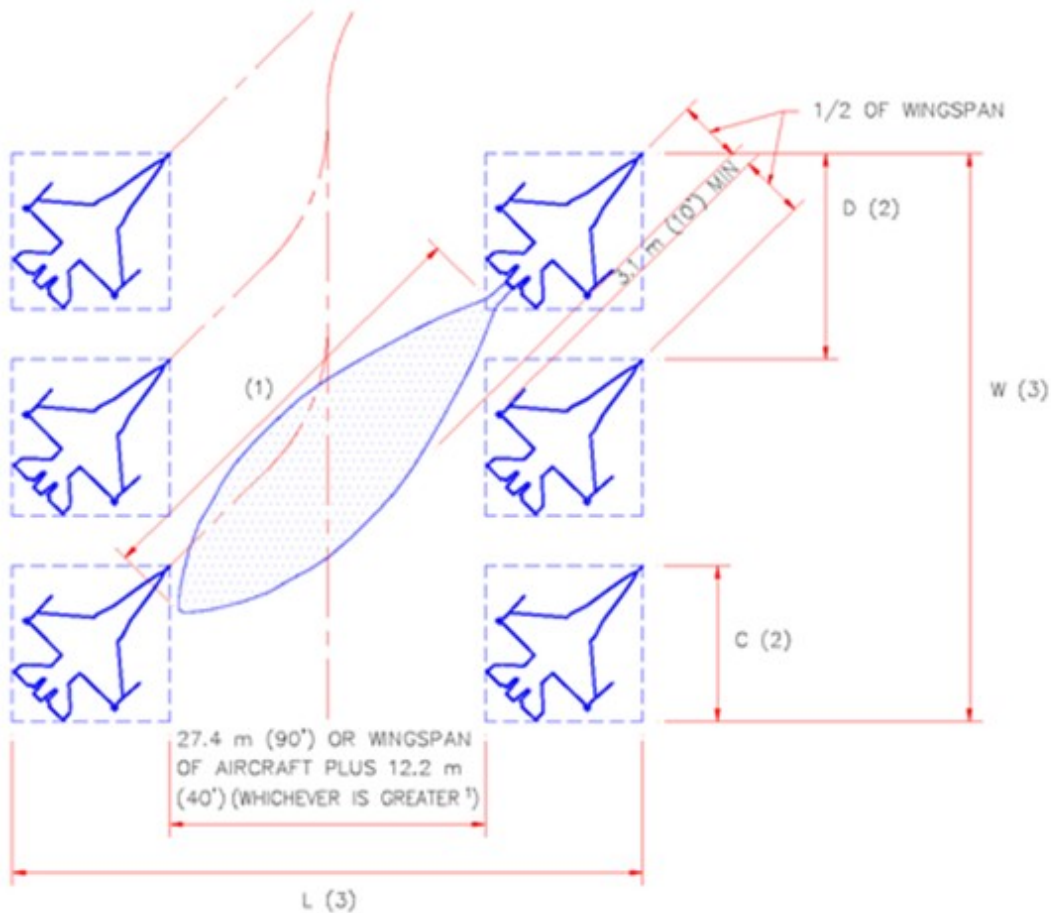 1/2 OF WINGSPAN
3.1 m (10') MIN
D (2)
(1)
W (3)
C (2)
27.4 m (90') OR WINGSPAN
OF AIRCRAFT PLUS 12.2 m
(40') (WHICHEVER IS GREATER ¹)
L (3)